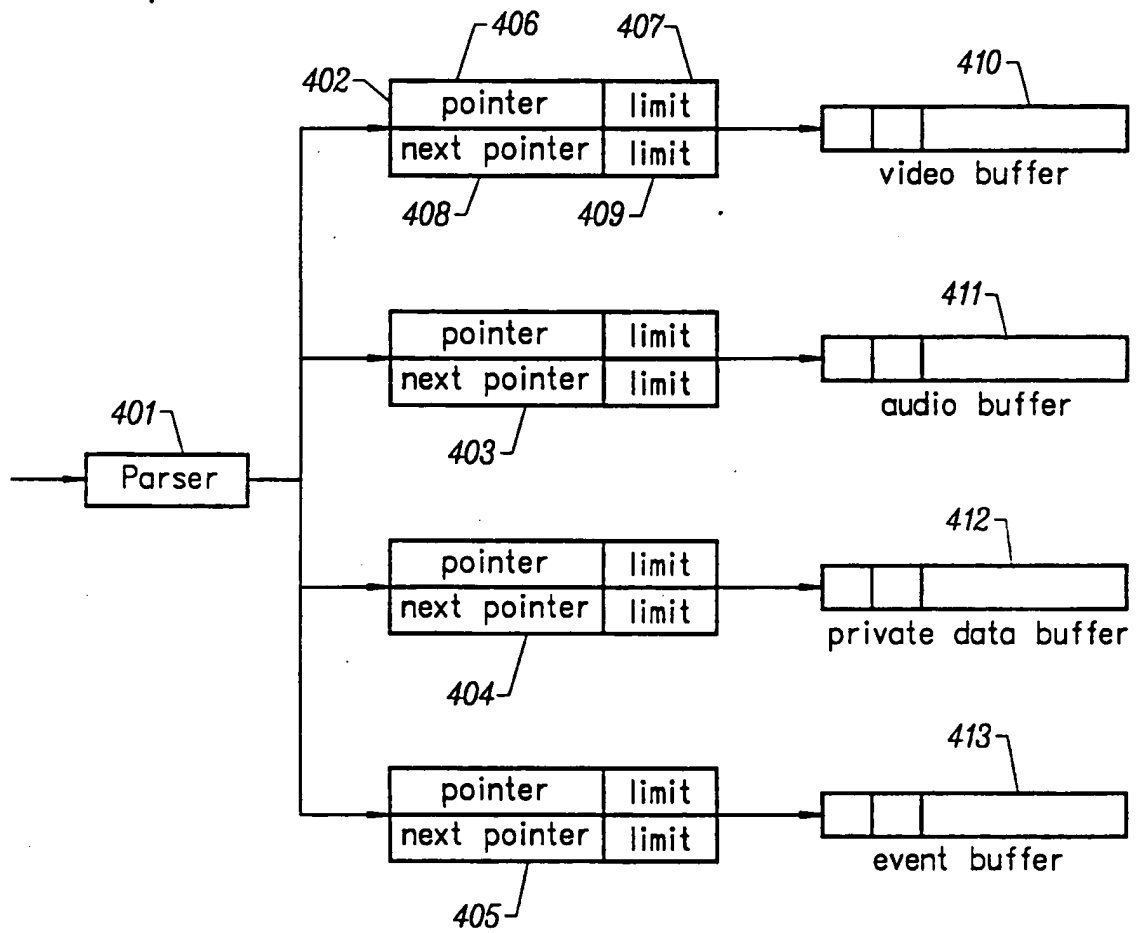 406 407
402 410
pointer limit
next pointer limit
video buffer
408 409
411
pointer limit
next pointer limit
audio buffer
401
403
Parser
412
pointer limit
next pointer limit
private data buffer
404
413
pointer limit
next pointer limit
event buffer
405